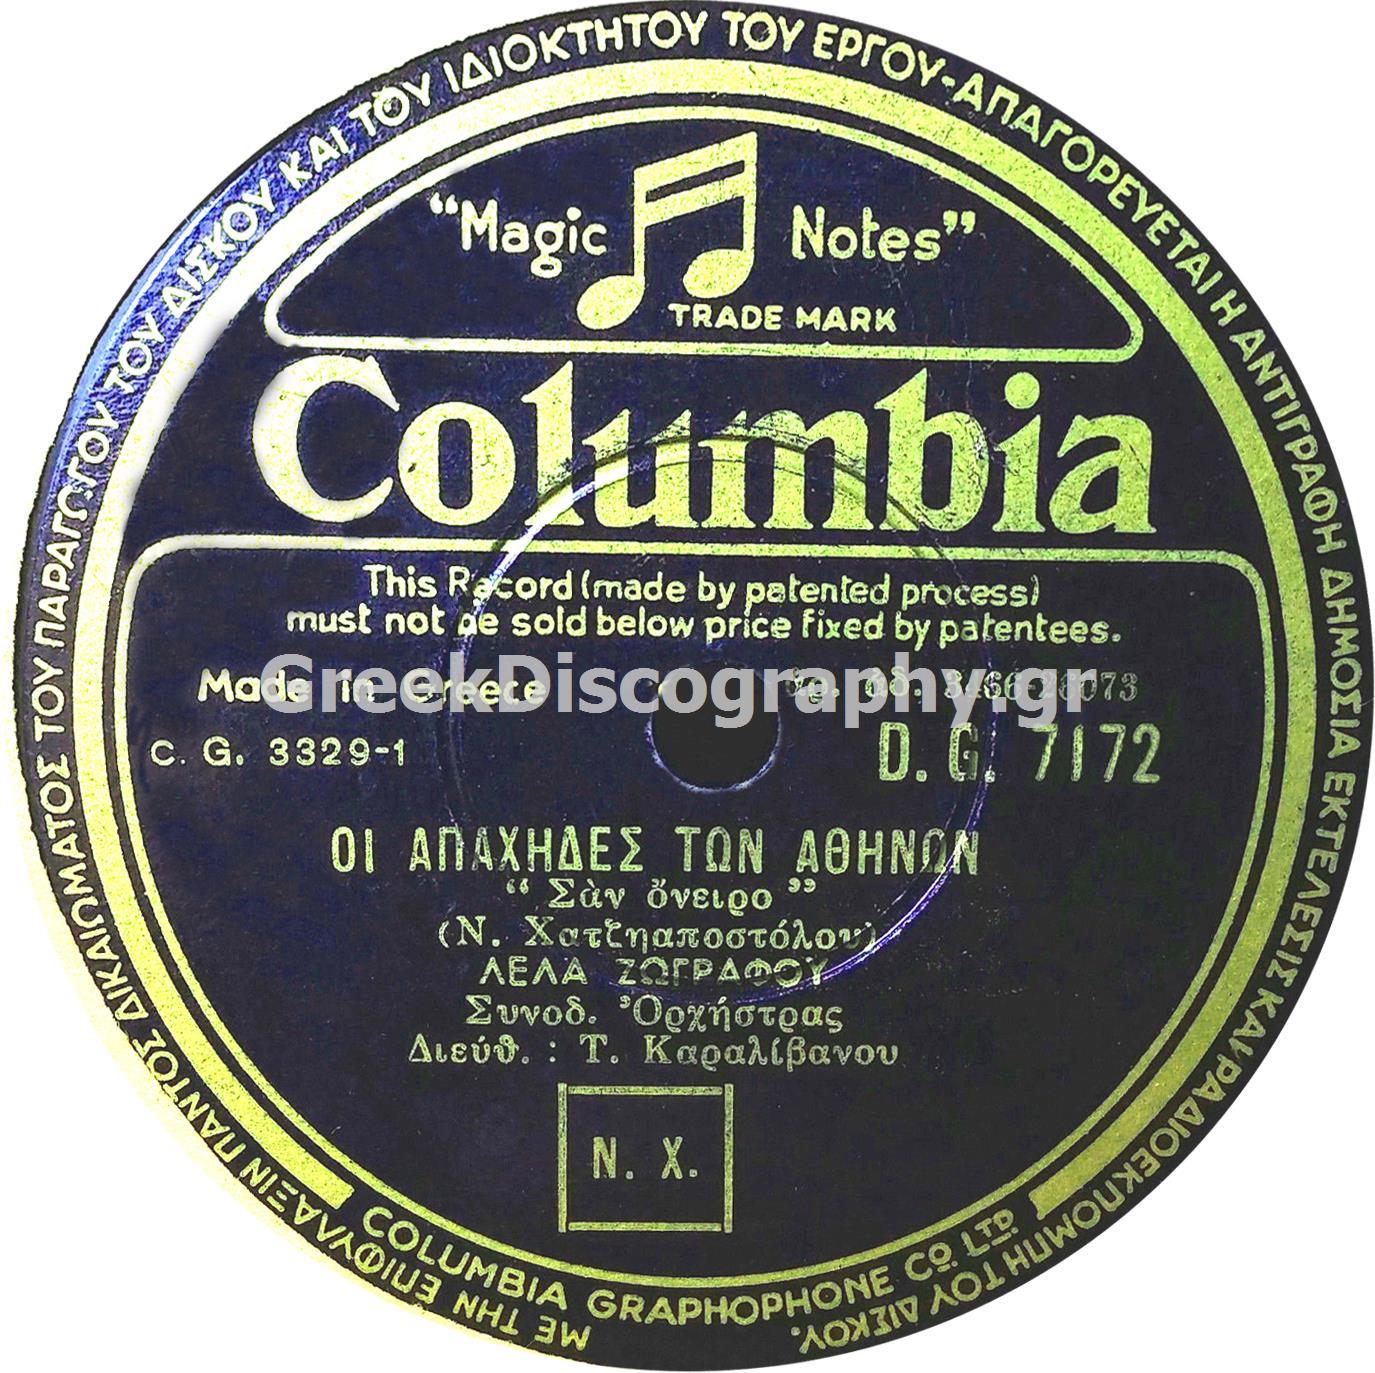 ΜΕ ΤΗΝ ΕΠΙΦΥΛΑΞΙΝ ΠΑΝΤΟΣ ΔΙΚΑΙΩΜΑΤΟΣ ΤΟΥ ΠΑΡΑΓΩΓΟΥ ΤΟΥ ΔΙΣΚΟΥ ΚΑΙ ΤΟΥ ΙΔΙΟΚΤΗΤΟΥ ΤΟΥ ΕΡΓΟΥ-ΑΠΑΓΟΡΕΥΕΤΑΙ Η ΑΝΤΙΓΡΑΦΗ ΔΗΜΟΣΙΑ ΕΚΤΕΛΕΣΙΣ ΚΑΙ ΡΑΔΙΟΕΚΠΟΜΠΗ ΤΟΥ ΔΙΣΚΟΥ.
"Magic Notes"
TRADE MARK
Columbia
This Record (made by patented process)
must not be sold below price fixed by patentees.
GreekDiscography.gr
Made in Greece
C. G. 3329-1
D. G. 7172
ΟΙ ΑΠΑΧΗΔΕΣ ΤΩΝ ΑΘΗΝΩΝ
"Σὰν ὄνειρο"
(Ν. Χατζηαποστόλου)
ΛΕΛΑ ΖΩΓΡΑΦΟΥ
Συνοδ. Ὀρχήστρας
Διεύθ. : Τ. Καραλίβανου
Ν. Χ.
COLUMBIA GRAPHOPHONE CO LTD